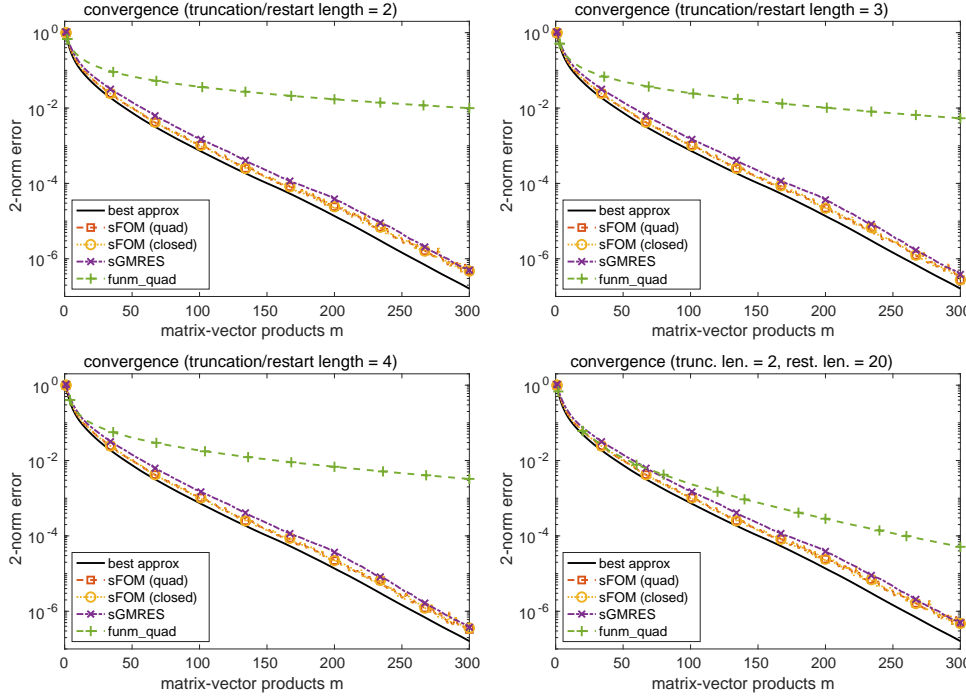 convergence (truncation/restart length = 2)
10^0
10^-2
10^-4
10^-6
2-norm error
best approx
sFOM (quad)
sFOM (closed)
sGMRES
funm_quad
0 50 100 150 200 250 300
matrix-vector products m
convergence (truncation/restart length = 3)
10^0
10^-2
10^-4
10^-6
2-norm error
best approx
sFOM (quad)
sFOM (closed)
sGMRES
funm_quad
0 50 100 150 200 250 300
matrix-vector products m
convergence (truncation/restart length = 4)
10^0
10^-2
10^-4
10^-6
2-norm error
best approx
sFOM (quad)
sFOM (closed)
sGMRES
funm_quad
0 50 100 150 200 250 300
matrix-vector products m
convergence (trunc. len. = 2, rest. len. = 20)
10^0
10^-2
10^-4
10^-6
2-norm error
best approx
sFOM (quad)
sFOM (closed)
sGMRES
funm_quad
0 50 100 150 200 250 300
matrix-vector products m